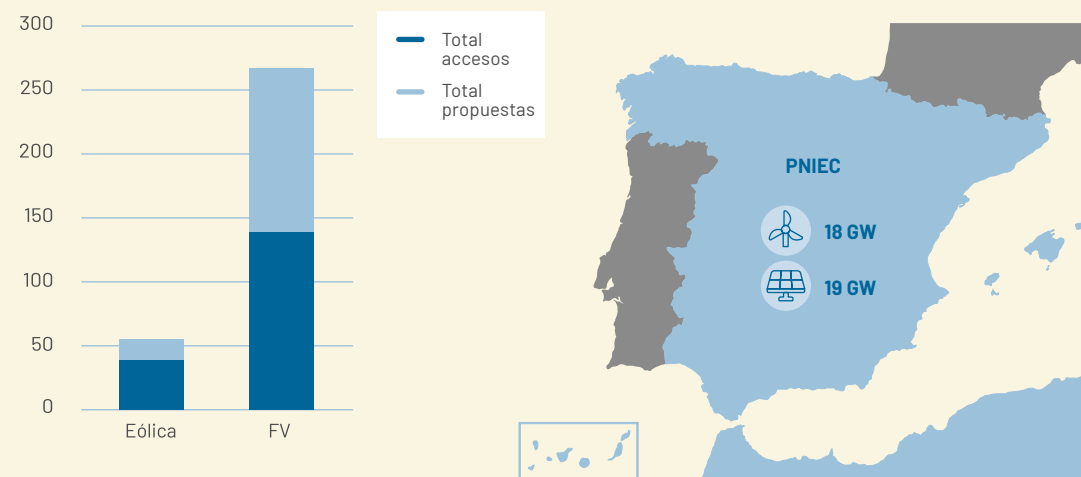 300
250
200
150
100
50
0
Eólica
FV
Total
accesos
Total
propuestas
PNIEC
18 GW
19 GW